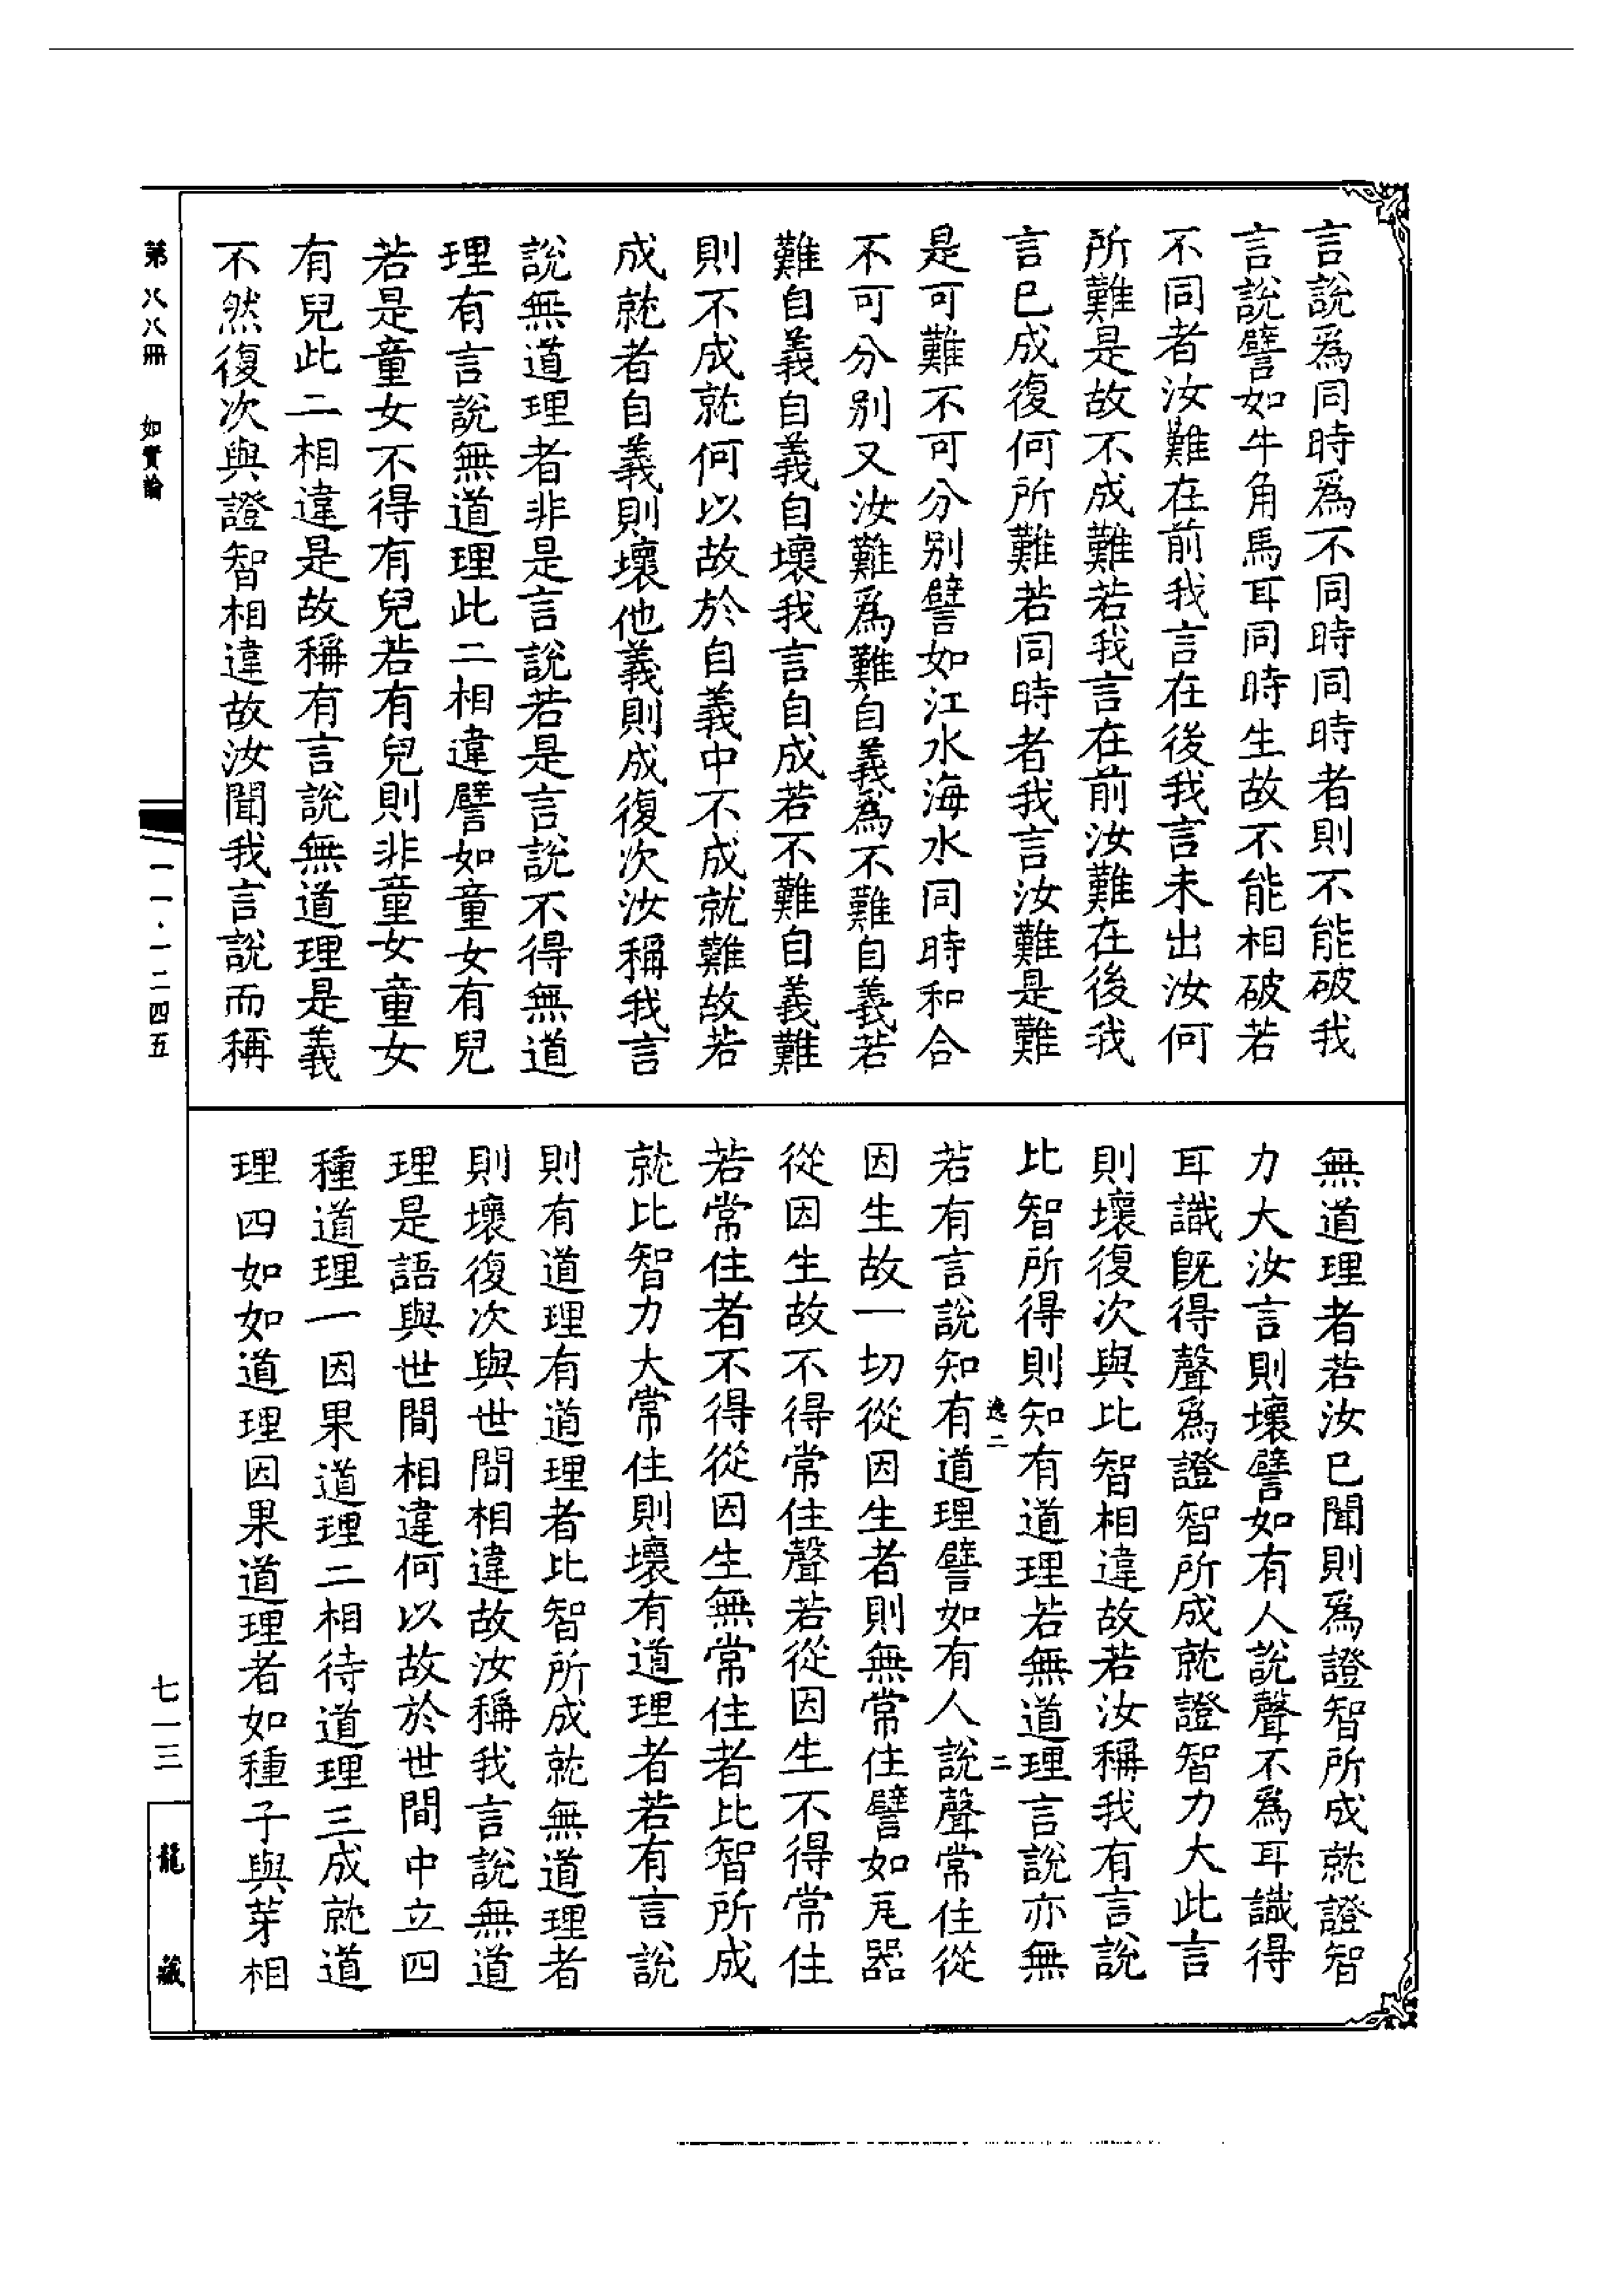 言說爲同時爲不同時同時者則不能破我
言說譬如牛角馬耳同時生故不能相破若
不同者汝難在前我言在後我言未出汝何
所難是故不成難若我言在前汝難在後我
言已成復何所難若同時者我言汝難是難
是可難不可分別譬如江水海水同時和合
不可分別又汝難爲難自義爲不難自義若
難自義自義自壞我言自成若不難自義難
則不成就何以故於自義中不成就難故若
成就者自義則壞他義則成復次汝稱我言
說無道理者非是言說若是言說不得無道
理有言說無道理此二相違譬如童女有兒
若是童女不得有兒若有兒則非童女童女
有兒此二相違是故稱有言說無道理是義
不然復次與證智相違故汝聞我言說而稱
無道理者若汝已聞則爲證智所成就證智
力大汝言則壞譬如有人說聲不爲耳識得
耳識旣得聲爲證智所成就證智力大此言
則壞復次與比智相違故若汝稱我有言說
比智所得則知有道理若無道理言說亦無
逸二 二
若有言說知有道理譬如有人說聲常住從
因生故一切從因生者則無常住譬如瓦器
從因生故不得常住聲若從因生不得常住
若常住者不得從因生無常住者比智所成
就比智力大常住則壞有道理者若有言說
則有道理有道理者比智所成就無道理者
則壞復次與世間相違故汝稱我言說無道
理是語與世間相違何以故於世間中立四
種道理一因果道理二相待道理三成就道
理四如如道理因果道理者如種子與芽相
第八八冊 如實論
一一·一二四五
七一三
龍藏